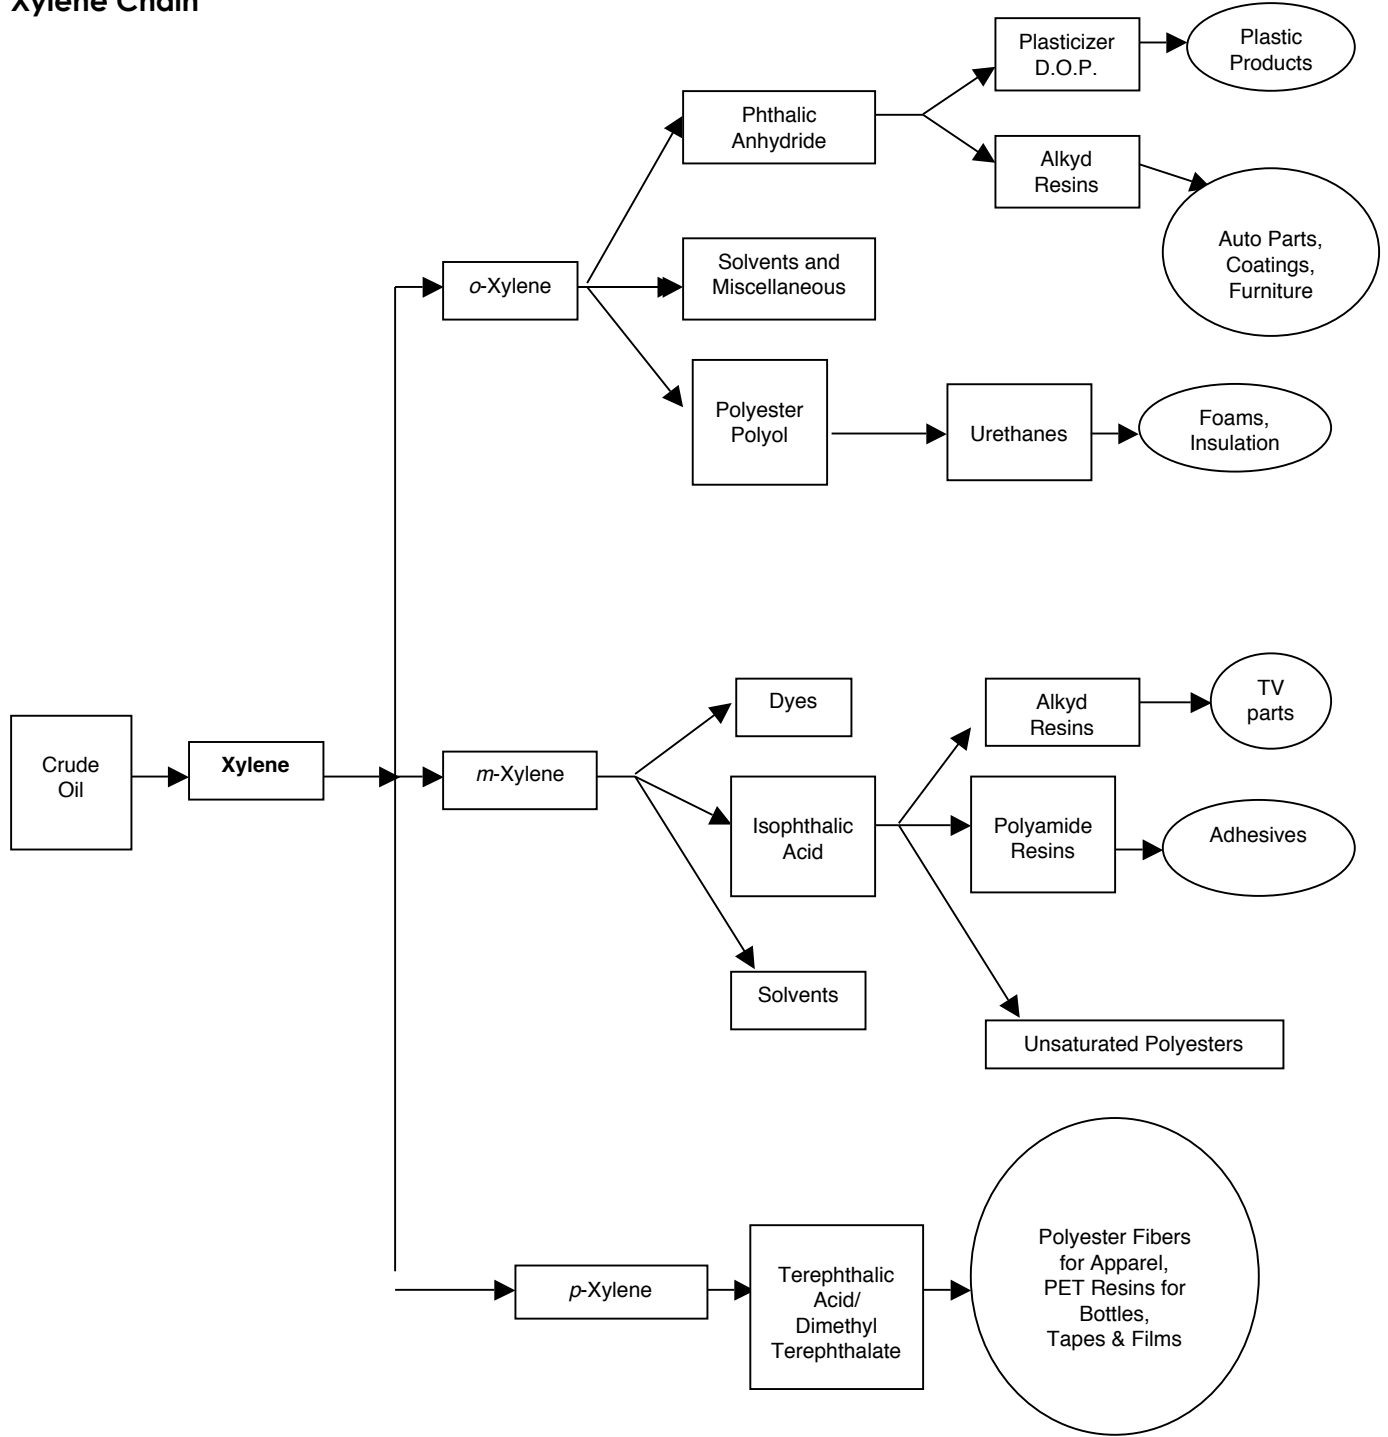 Xylene Chain
Plasticizer
D.O.P.
Plastic
Products
Phthalic
Anhydride
Alkyd
Resins
Auto Parts,
Coatings,
Furniture
o-Xylene
Solvents and
Miscellaneous
Polyester
Polyol
Urethanes
Foams,
Insulation
Crude
Oil
Xylene
m-Xylene
Dyes
Isophthalic
Acid
Solvents
Alkyd
Resins
TV
parts
Polyamide
Resins
Adhesives
Unsaturated Polyesters
p-Xylene
Terephthalic
Acid/
Dimethyl
Terephthalate
Polyester Fibers
for Apparel,
PET Resins for
Bottles,
Tapes & Films